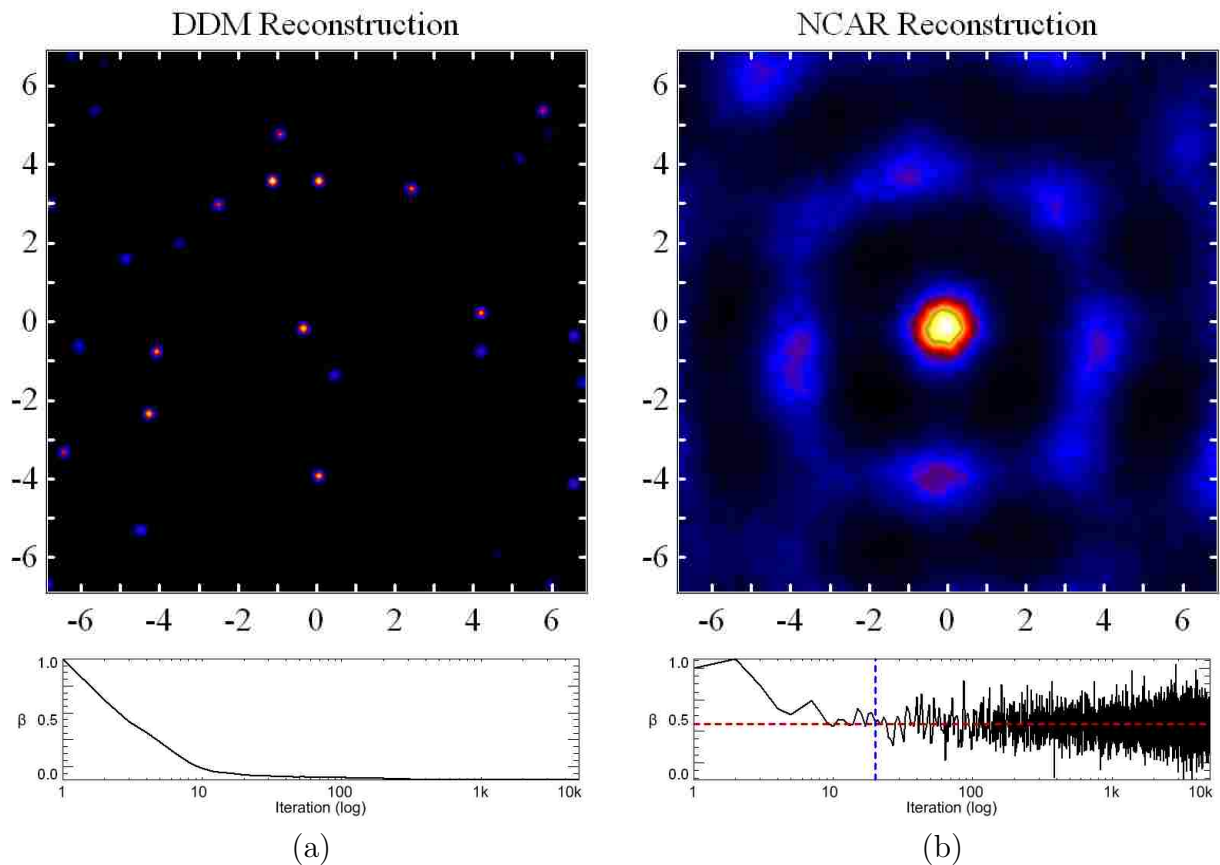 DDM Reconstruction
6
4
2
0
-2
-4
-6
-6 -4 -2 0 2 4 6
1.0
0.5
0.0
β
1 10 100 1k 10k
Iteration (log)
(a)
NCAR Reconstruction
6
4
2
0
-2
-4
-6
-6 -4 -2 0 2 4 6
1.0
0.5
0.0
β
1 10 100 1k 10k
Iteration (log)
(b)